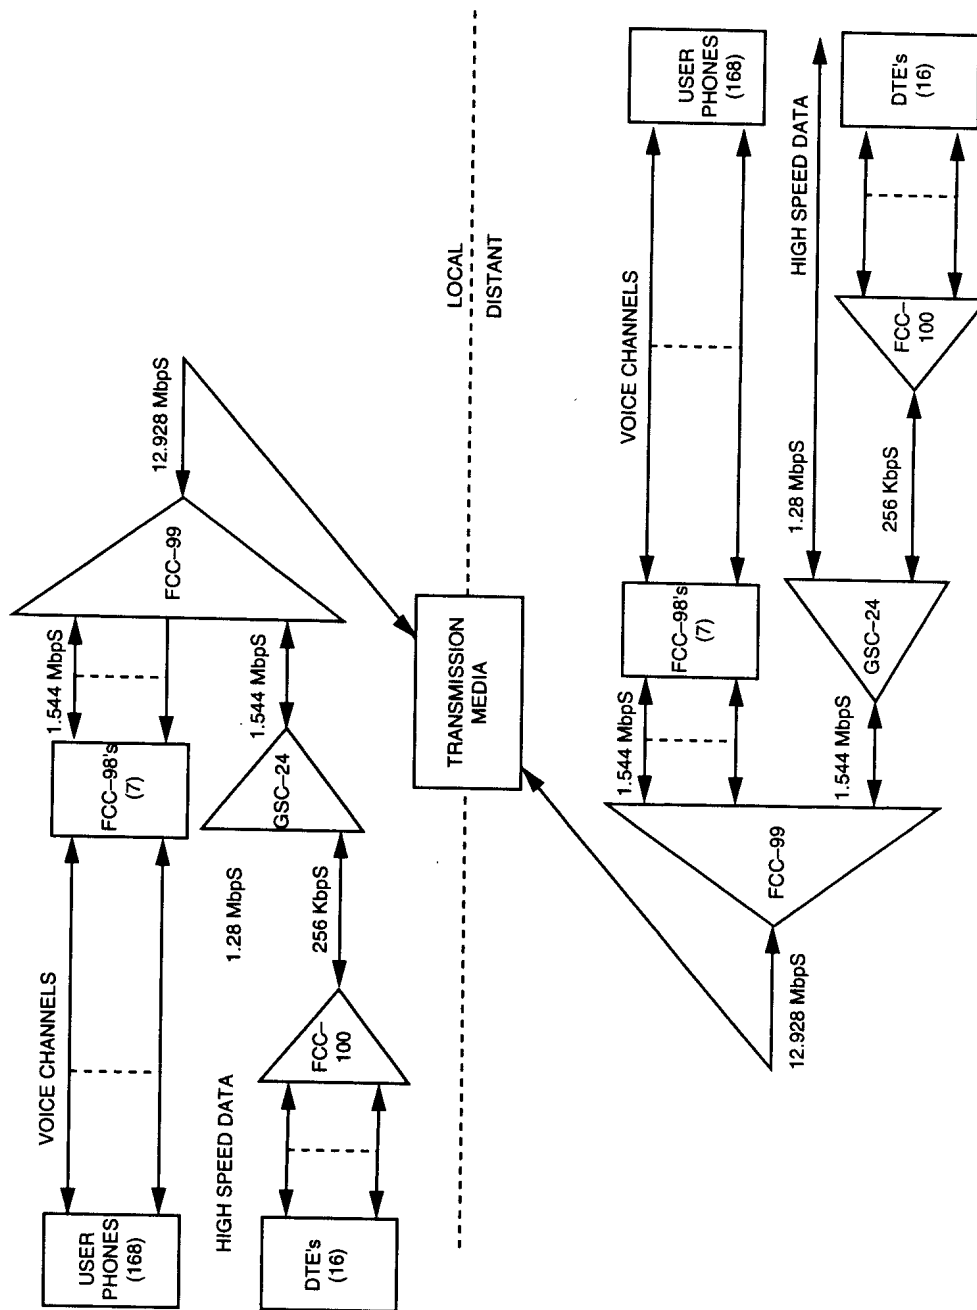 VOICE CHANNELS
1.544 MbpS
USER
PHONES
(168)
FCC–98's
(7)
FCC–99
12.928 MbpS
HIGH SPEED DATA
1.28 MbpS
1.544 MbpS
GSC–24
DTE's
(16)
FCC–
100
256 KbpS
LOCAL
TRANSMISSION
MEDIA
DISTANT
1.544 MbpS
VOICE CHANNELS
FCC–98's
(7)
USER
PHONES
(168)
12.928 MbpS
FCC–99
1.544 MbpS
1.28 MbpS
HIGH SPEED DATA
GSC–24
256 KbpS
FCC–
100
DTE's
(16)